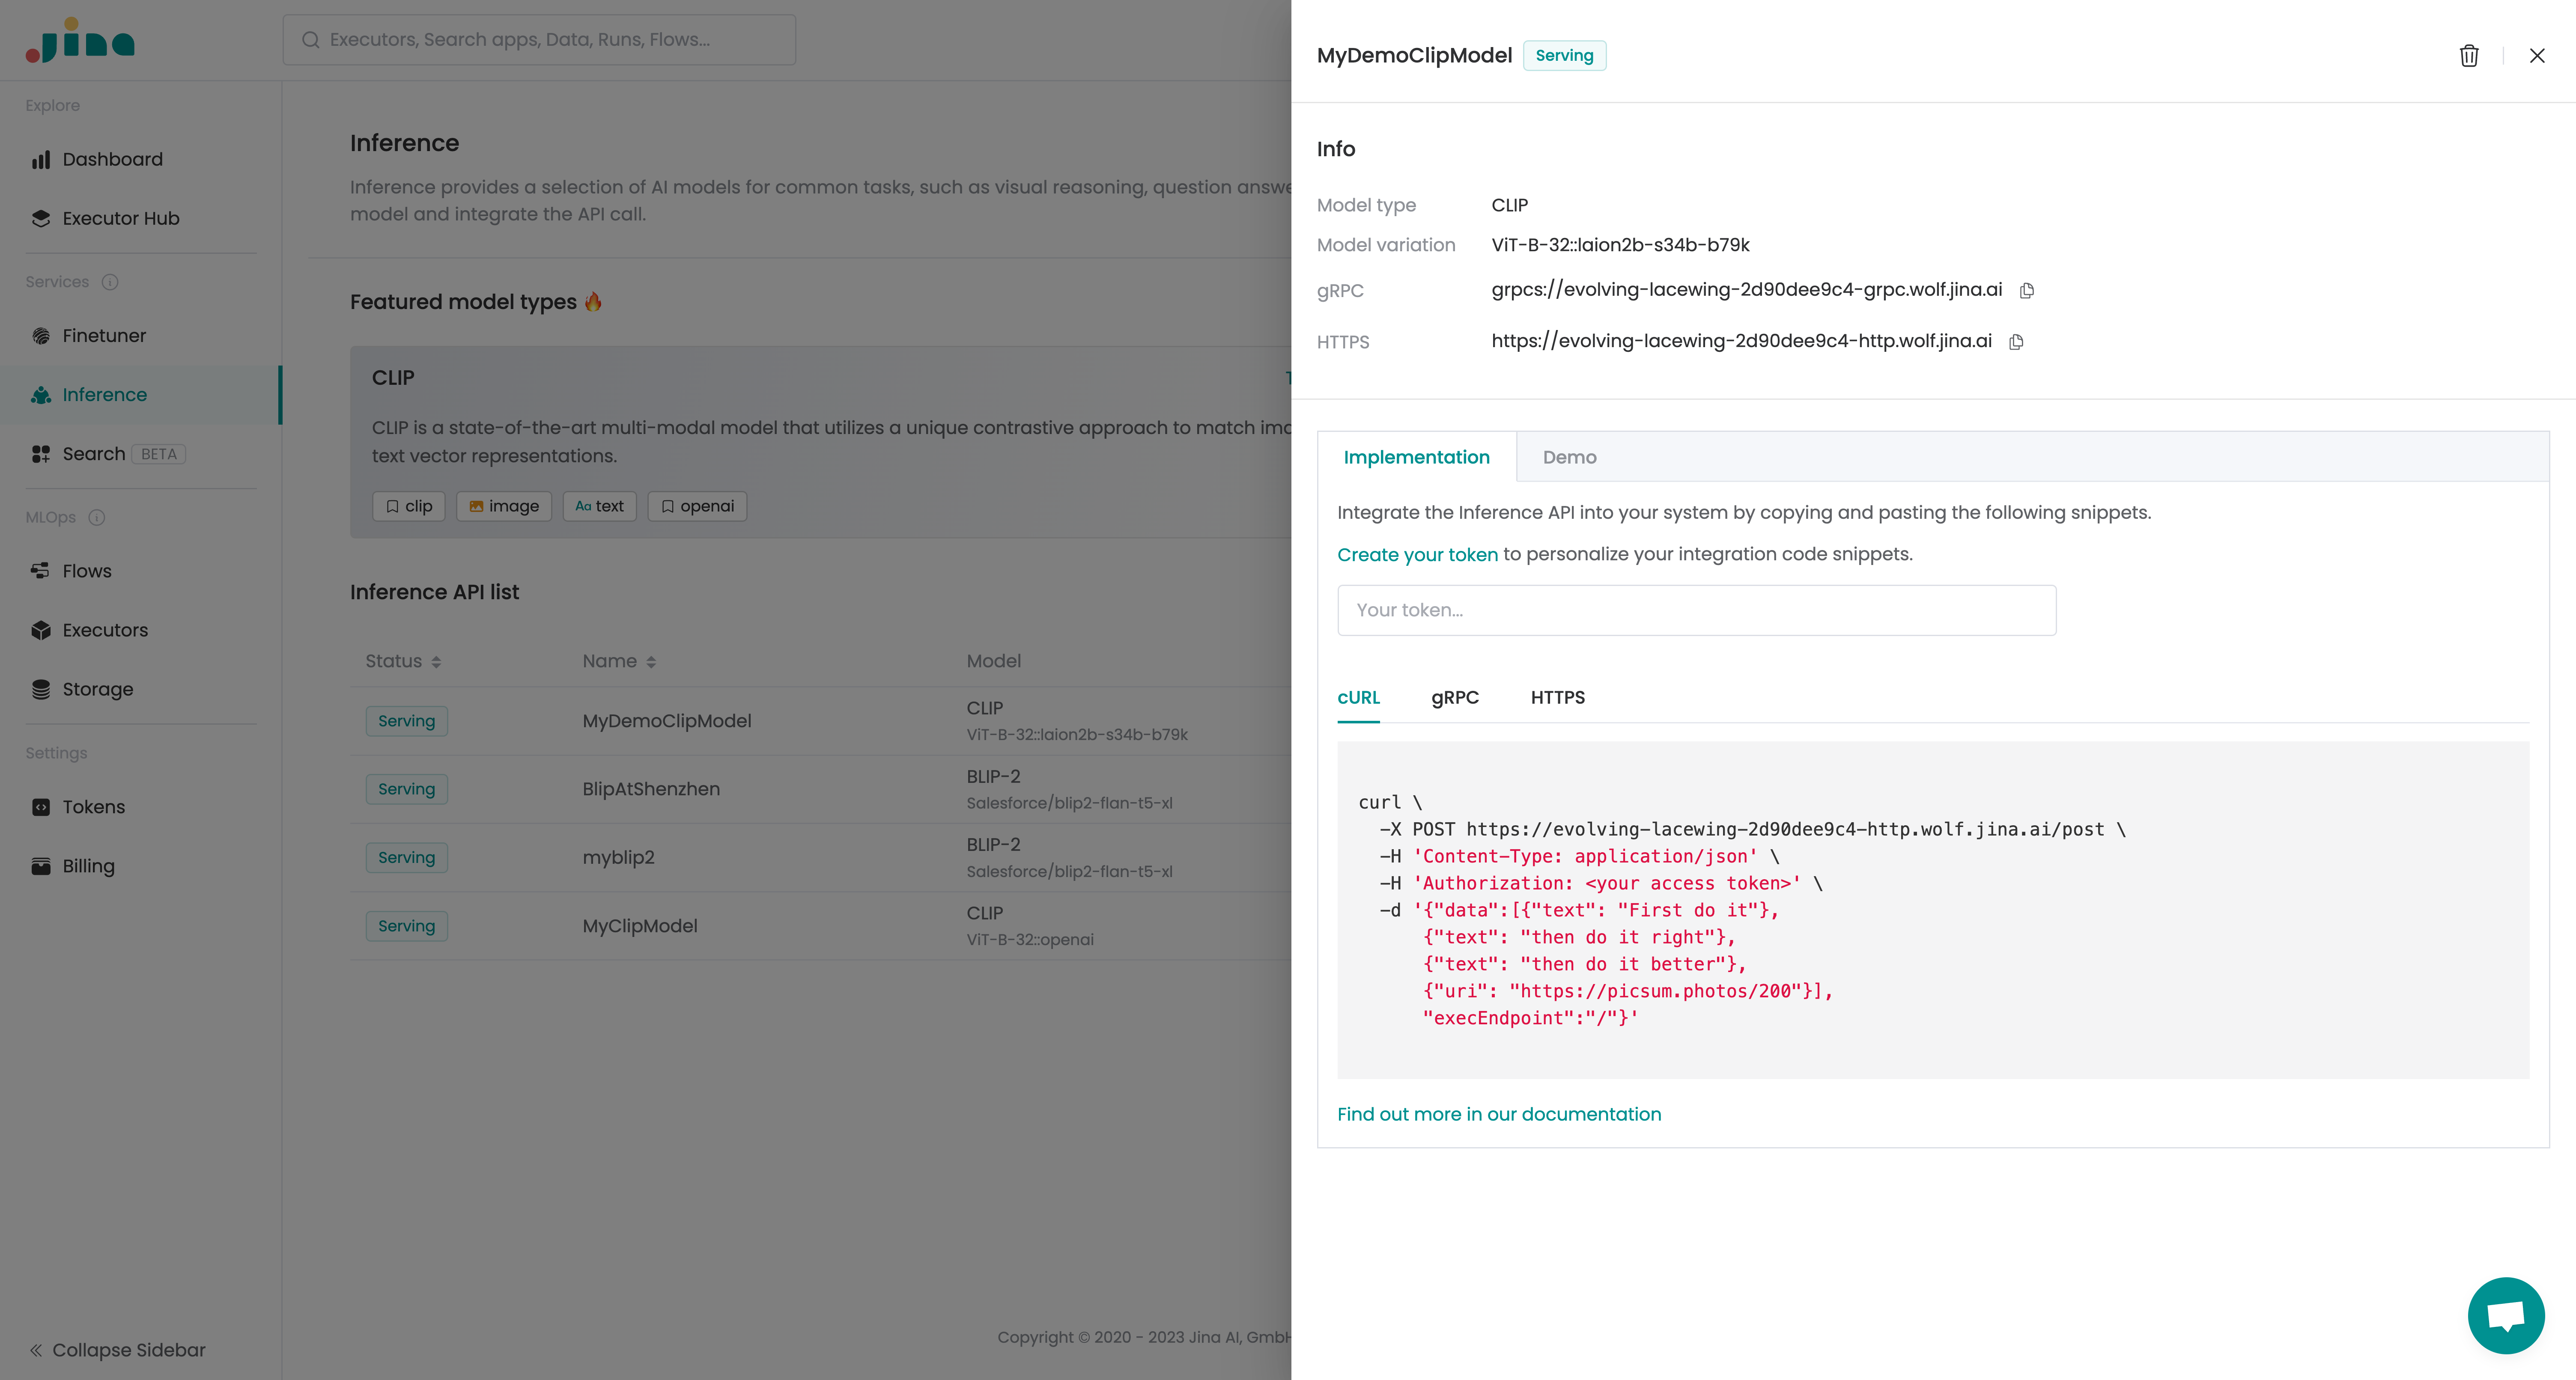 Jina
Executors, Search apps, Data, Runs, Flows...
Explore
Dashboard
Executor Hub
Services
Finetuner
Inference
Search BETA
MLOps
Flows
Executors
Storage
Settings
Tokens
Billing
Collapse Sidebar
Inference
Inference provides a selection of AI models for common tasks, such as visual reasoning, question answe
model and integrate the API call.
Featured model types 🔥
CLIP
CLIP is a state-of-the-art multi-modal model that utilizes a unique contrastive approach to match ima
text vector representations.
clip image Aa text openai
Inference API list
Status Name Model
Serving MyDemoClipModel CLIP
ViT-B-32::laion2b-s34b-b79k
Serving BlipAtShenzhen BLIP-2
Salesforce/blip2-flan-t5-xl
Serving myblip2 BLIP-2
Salesforce/blip2-flan-t5-xl
Serving MyClipModel CLIP
ViT-B-32::openai
Copyright © 2020 - 2023 Jina AI, GmbH
MyDemoClipModel Serving
Info
Model type CLIP
Model variation ViT-B-32::laion2b-s34b-b79k
gRPC grpcs://evolving-lacewing-2d90dee9c4-grpc.wolf.jina.ai
HTTPS https://evolving-lacewing-2d90dee9c4-http.wolf.jina.ai
Implementation Demo
Integrate the Inference API into your system by copying and pasting the following snippets.
Create your token to personalize your integration code snippets.
Your token...
cURL gRPC HTTPS
curl \
-X POST https://evolving-lacewing-2d90dee9c4-http.wolf.jina.ai/post \
-H 'Content-Type: application/json' \
-H 'Authorization: <your access token>' \
-d '{"data":[{"text": "First do it"},
{"text": "then do it right"},
{"text": "then do it better"},
{"uri": "https://picsum.photos/200"}],
"execEndpoint":"/"}'
Find out more in our documentation